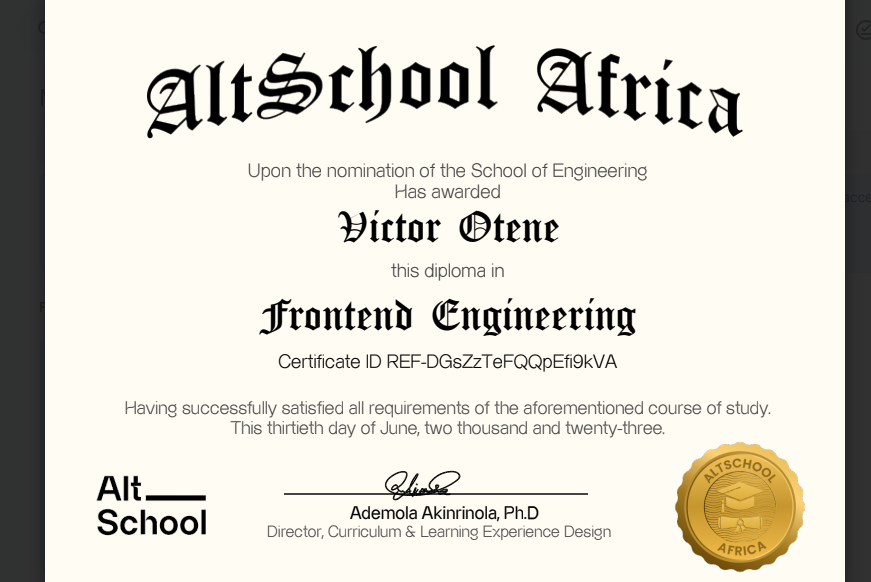 AltSchool Africa
Upon the nomination of the School of Engineering
Has awarded
Victor Otene
this diploma in
Frontend Engineering
Certificate ID REF-DGsZzTeFQQpEfi9kVA
Having successfully satisfied all requirements of the aforementioned course of study.
This thirtieth day of June, two thousand and twenty-three.
Alt
School
Ademola Akinrinola, Ph.D
Director, Curriculum & Learning Experience Design
ALTSCHOOL
AFRICA